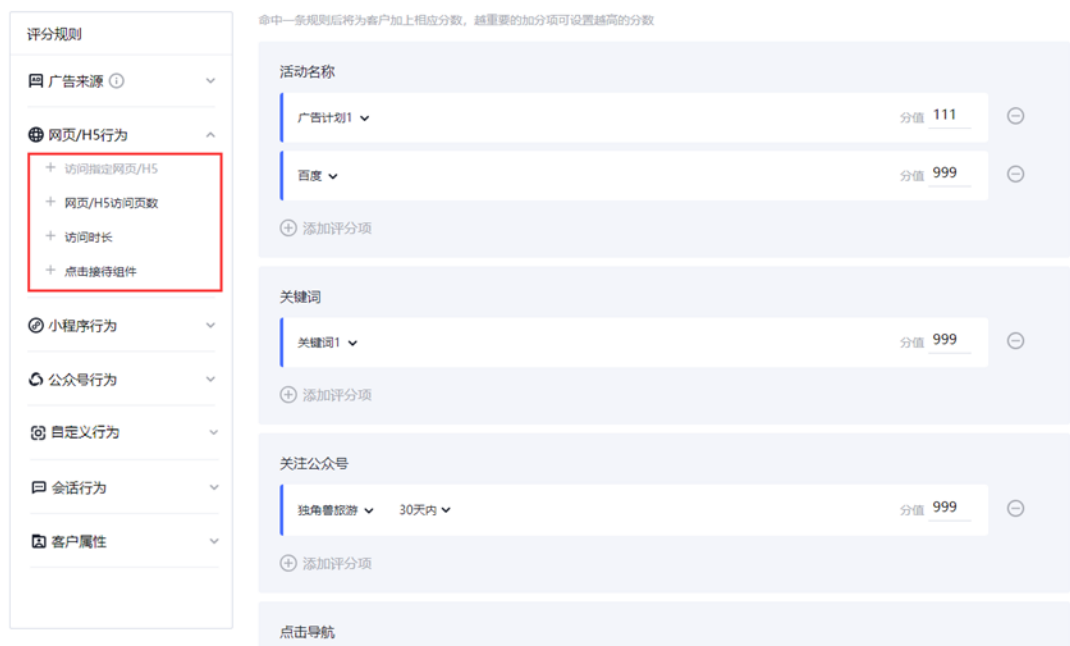 评分规则
广告来源
网页/H5行为
访问指定网页/H5
网页/H5访问页数
访问时长
点击接待组件
小程序行为
公众号行为
自定义行为
会话行为
客户属性
命中一条规则后将为客户加上相应分数，越重要的加分项可设置越高的分数
活动名称
广告计划1 分值 111
百度 分值 999
添加评分项
关键词
关键词1 分值 999
添加评分项
关注公众号
独角兽旅游 30天内 分值 999
添加评分项
点击导航